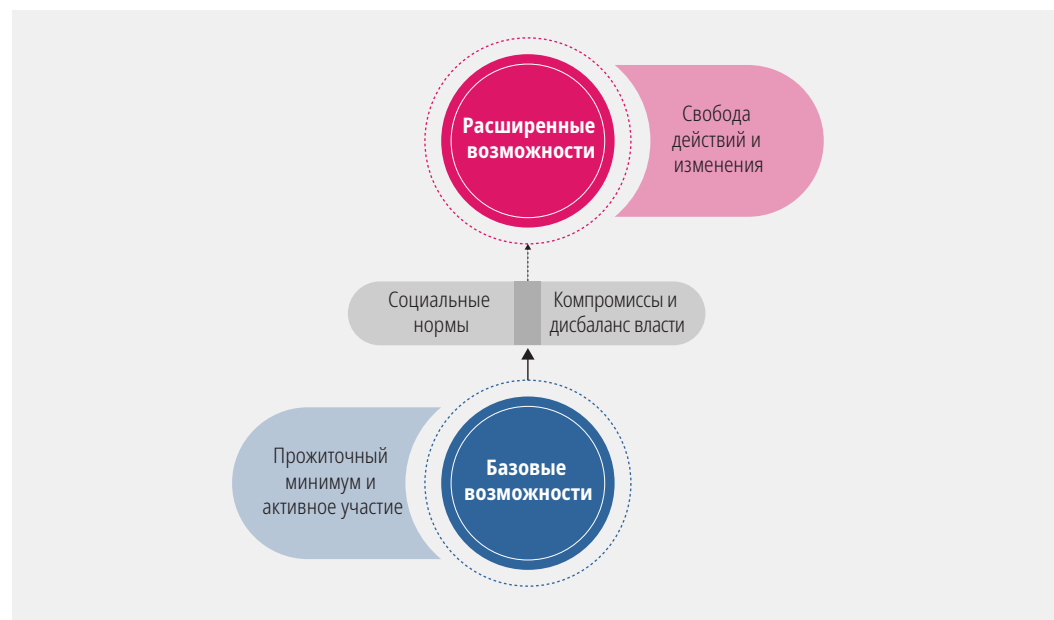 Расширенные
возможности
Свобода
действий и
изменения
Социальные
нормы
Компромиссы и
дисбаланс власти
Прожиточный
минимум и
активное участие
Базовые
возможности